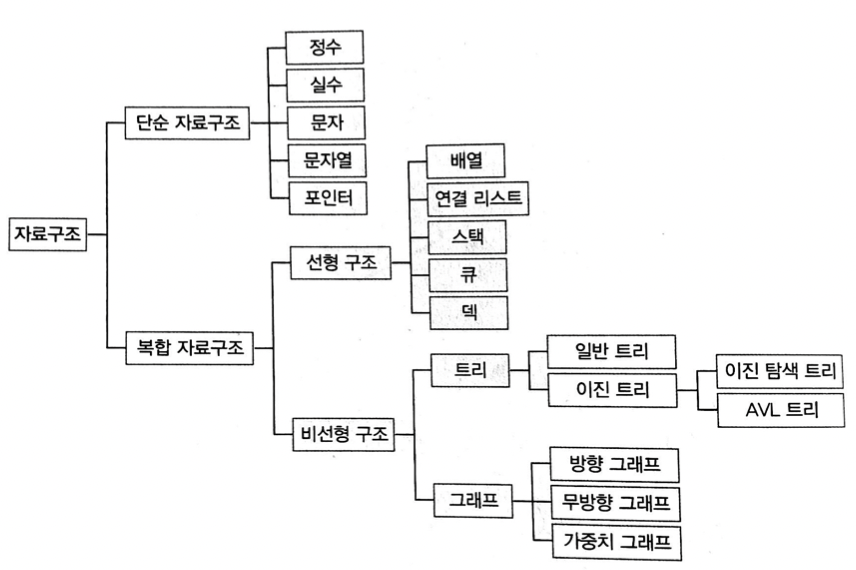 정수
실수
단순 자료구조
문자
문자열
배열
포인터
연결 리스트
자료구조
스택
선형 구조
큐
덱
복합 자료구조
일반 트리
트리
이진 탐색 트리
이진 트리
AVL 트리
비선형 구조
방향 그래프
그래프
무방향 그래프
가중치 그래프